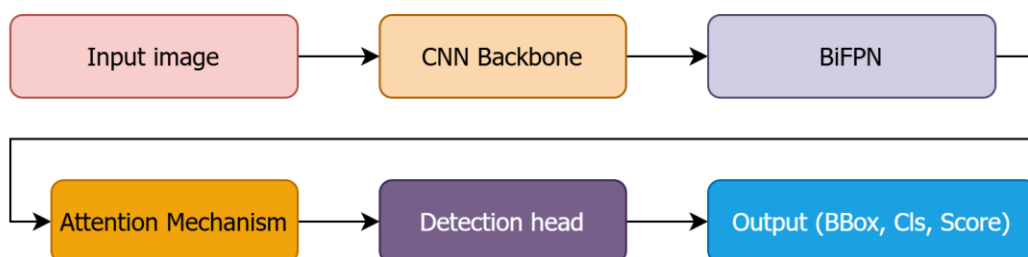 Input image
CNN Backbone
BiFPN
Attention Mechanism
Detection head
Output (BBox, Cls, Score)